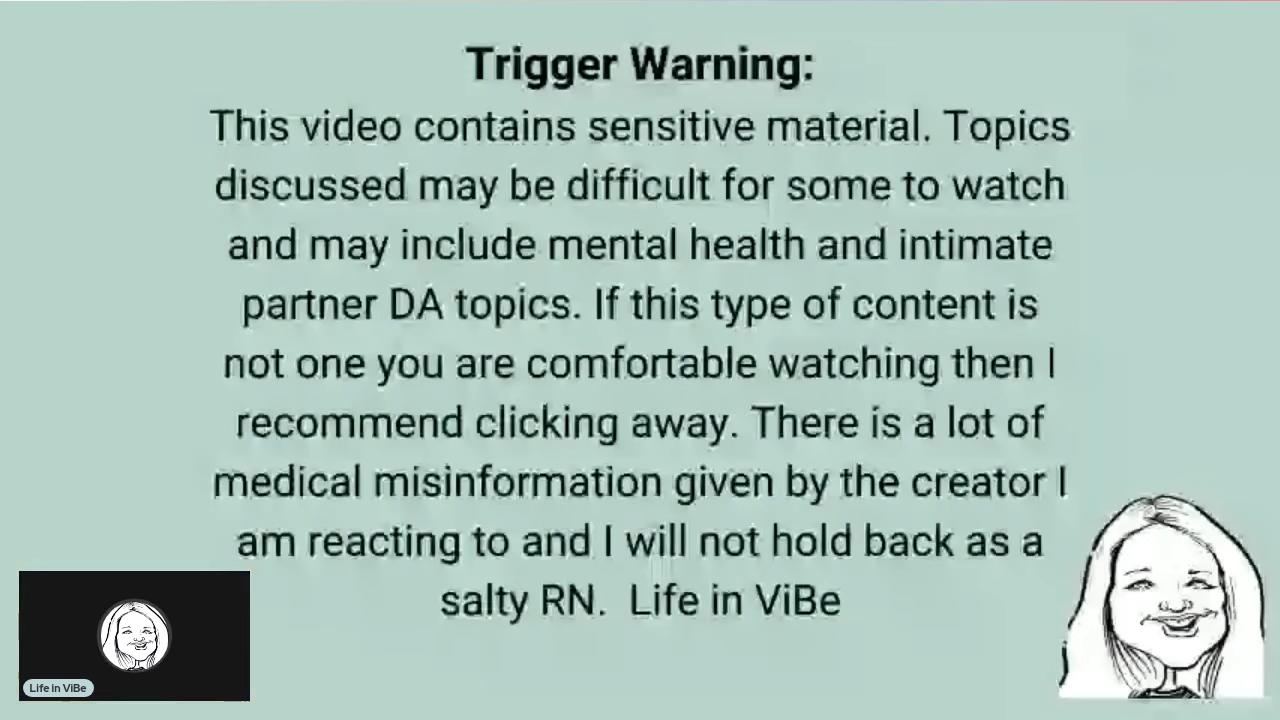 Trigger Warning:
This video contains sensitive material. Topics
discussed may be difficult for some to watch
and may include mental health and intimate
partner DA topics. If this type of content is
not one you are comfortable watching then I
recommend clicking away. There is a lot of
medical misinformation given by the creator I
am reacting to and I will not hold back as a
salty RN. Life in ViBe
Life in ViBe